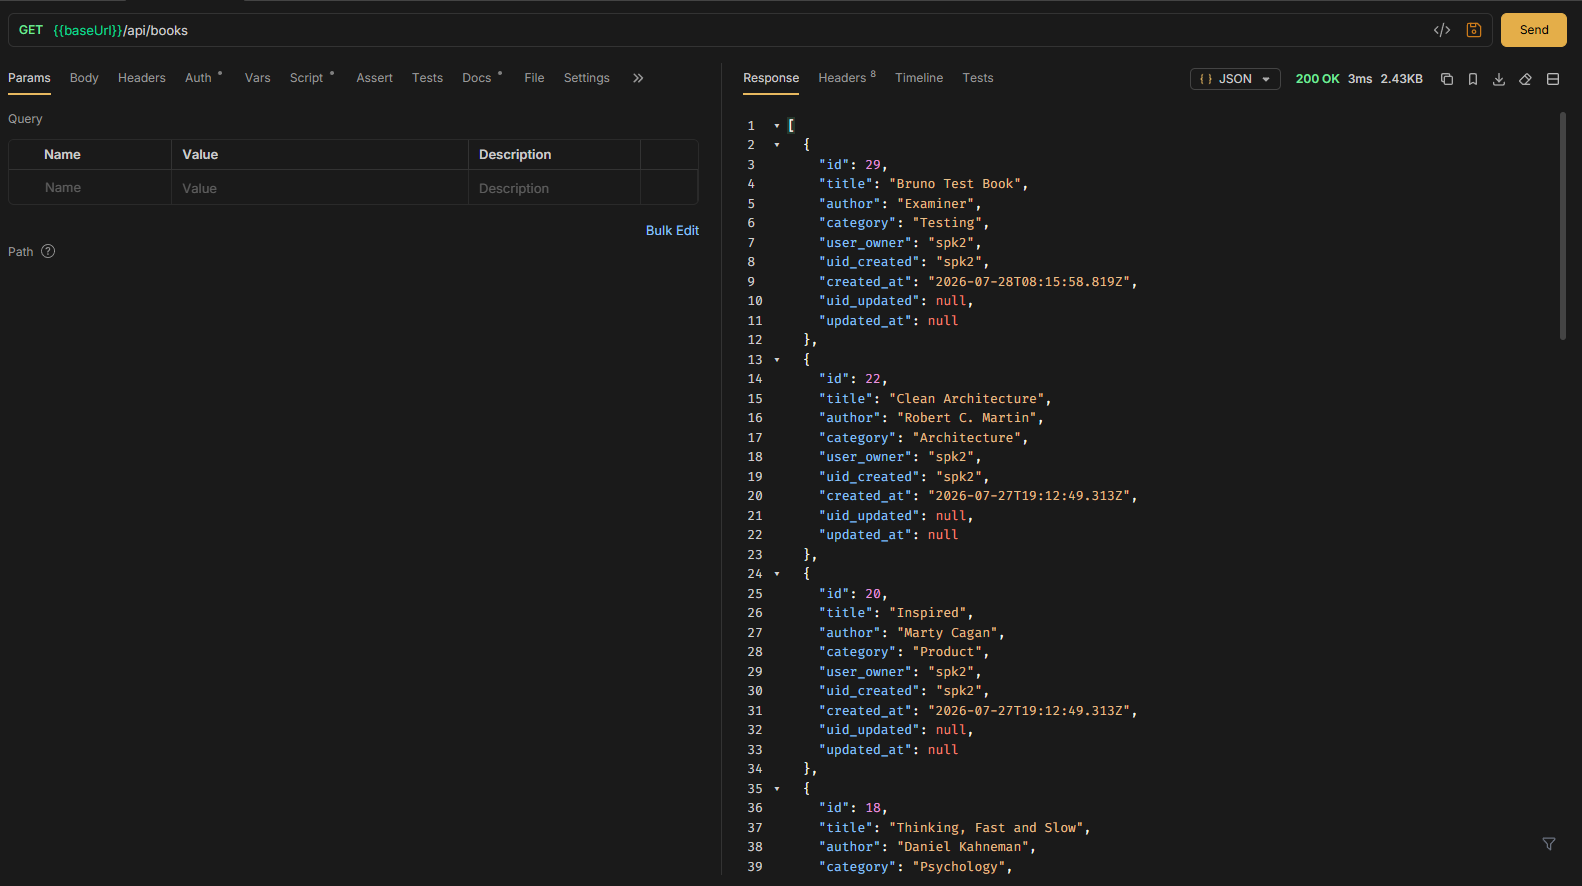 GET {{baseUrl}}/api/books </> Send
Params Body Headers Auth Vars Script Assert Tests Docs File Settings
Query
Name Value Description
Name Value Description
Bulk Edit
Path ?
Response Headers 8 Timeline Tests { } JSON 200 OK 3ms 2.43KB
1 [
2 {
3 "id": 29,
4 "title": "Bruno Test Book",
5 "author": "Examiner",
6 "category": "Testing",
7 "user_owner": "spk2",
8 "uid_created": "spk2",
9 "created_at": "2026-07-28T08:15:58.819Z",
10 "uid_updated": null,
11 "updated_at": null
12 },
13 {
14 "id": 22,
15 "title": "Clean Architecture",
16 "author": "Robert C. Martin",
17 "category": "Architecture",
18 "user_owner": "spk2",
19 "uid_created": "spk2",
20 "created_at": "2026-07-27T19:12:49.313Z",
21 "uid_updated": null,
22 "updated_at": null
23 },
24 {
25 "id": 20,
26 "title": "Inspired",
27 "author": "Marty Cagan",
28 "category": "Product",
29 "user_owner": "spk2",
30 "uid_created": "spk2",
31 "created_at": "2026-07-27T19:12:49.313Z",
32 "uid_updated": null,
33 "updated_at": null
34 },
35 {
36 "id": 18,
37 "title": "Thinking, Fast and Slow",
38 "author": "Daniel Kahneman",
39 "category": "Psychology",